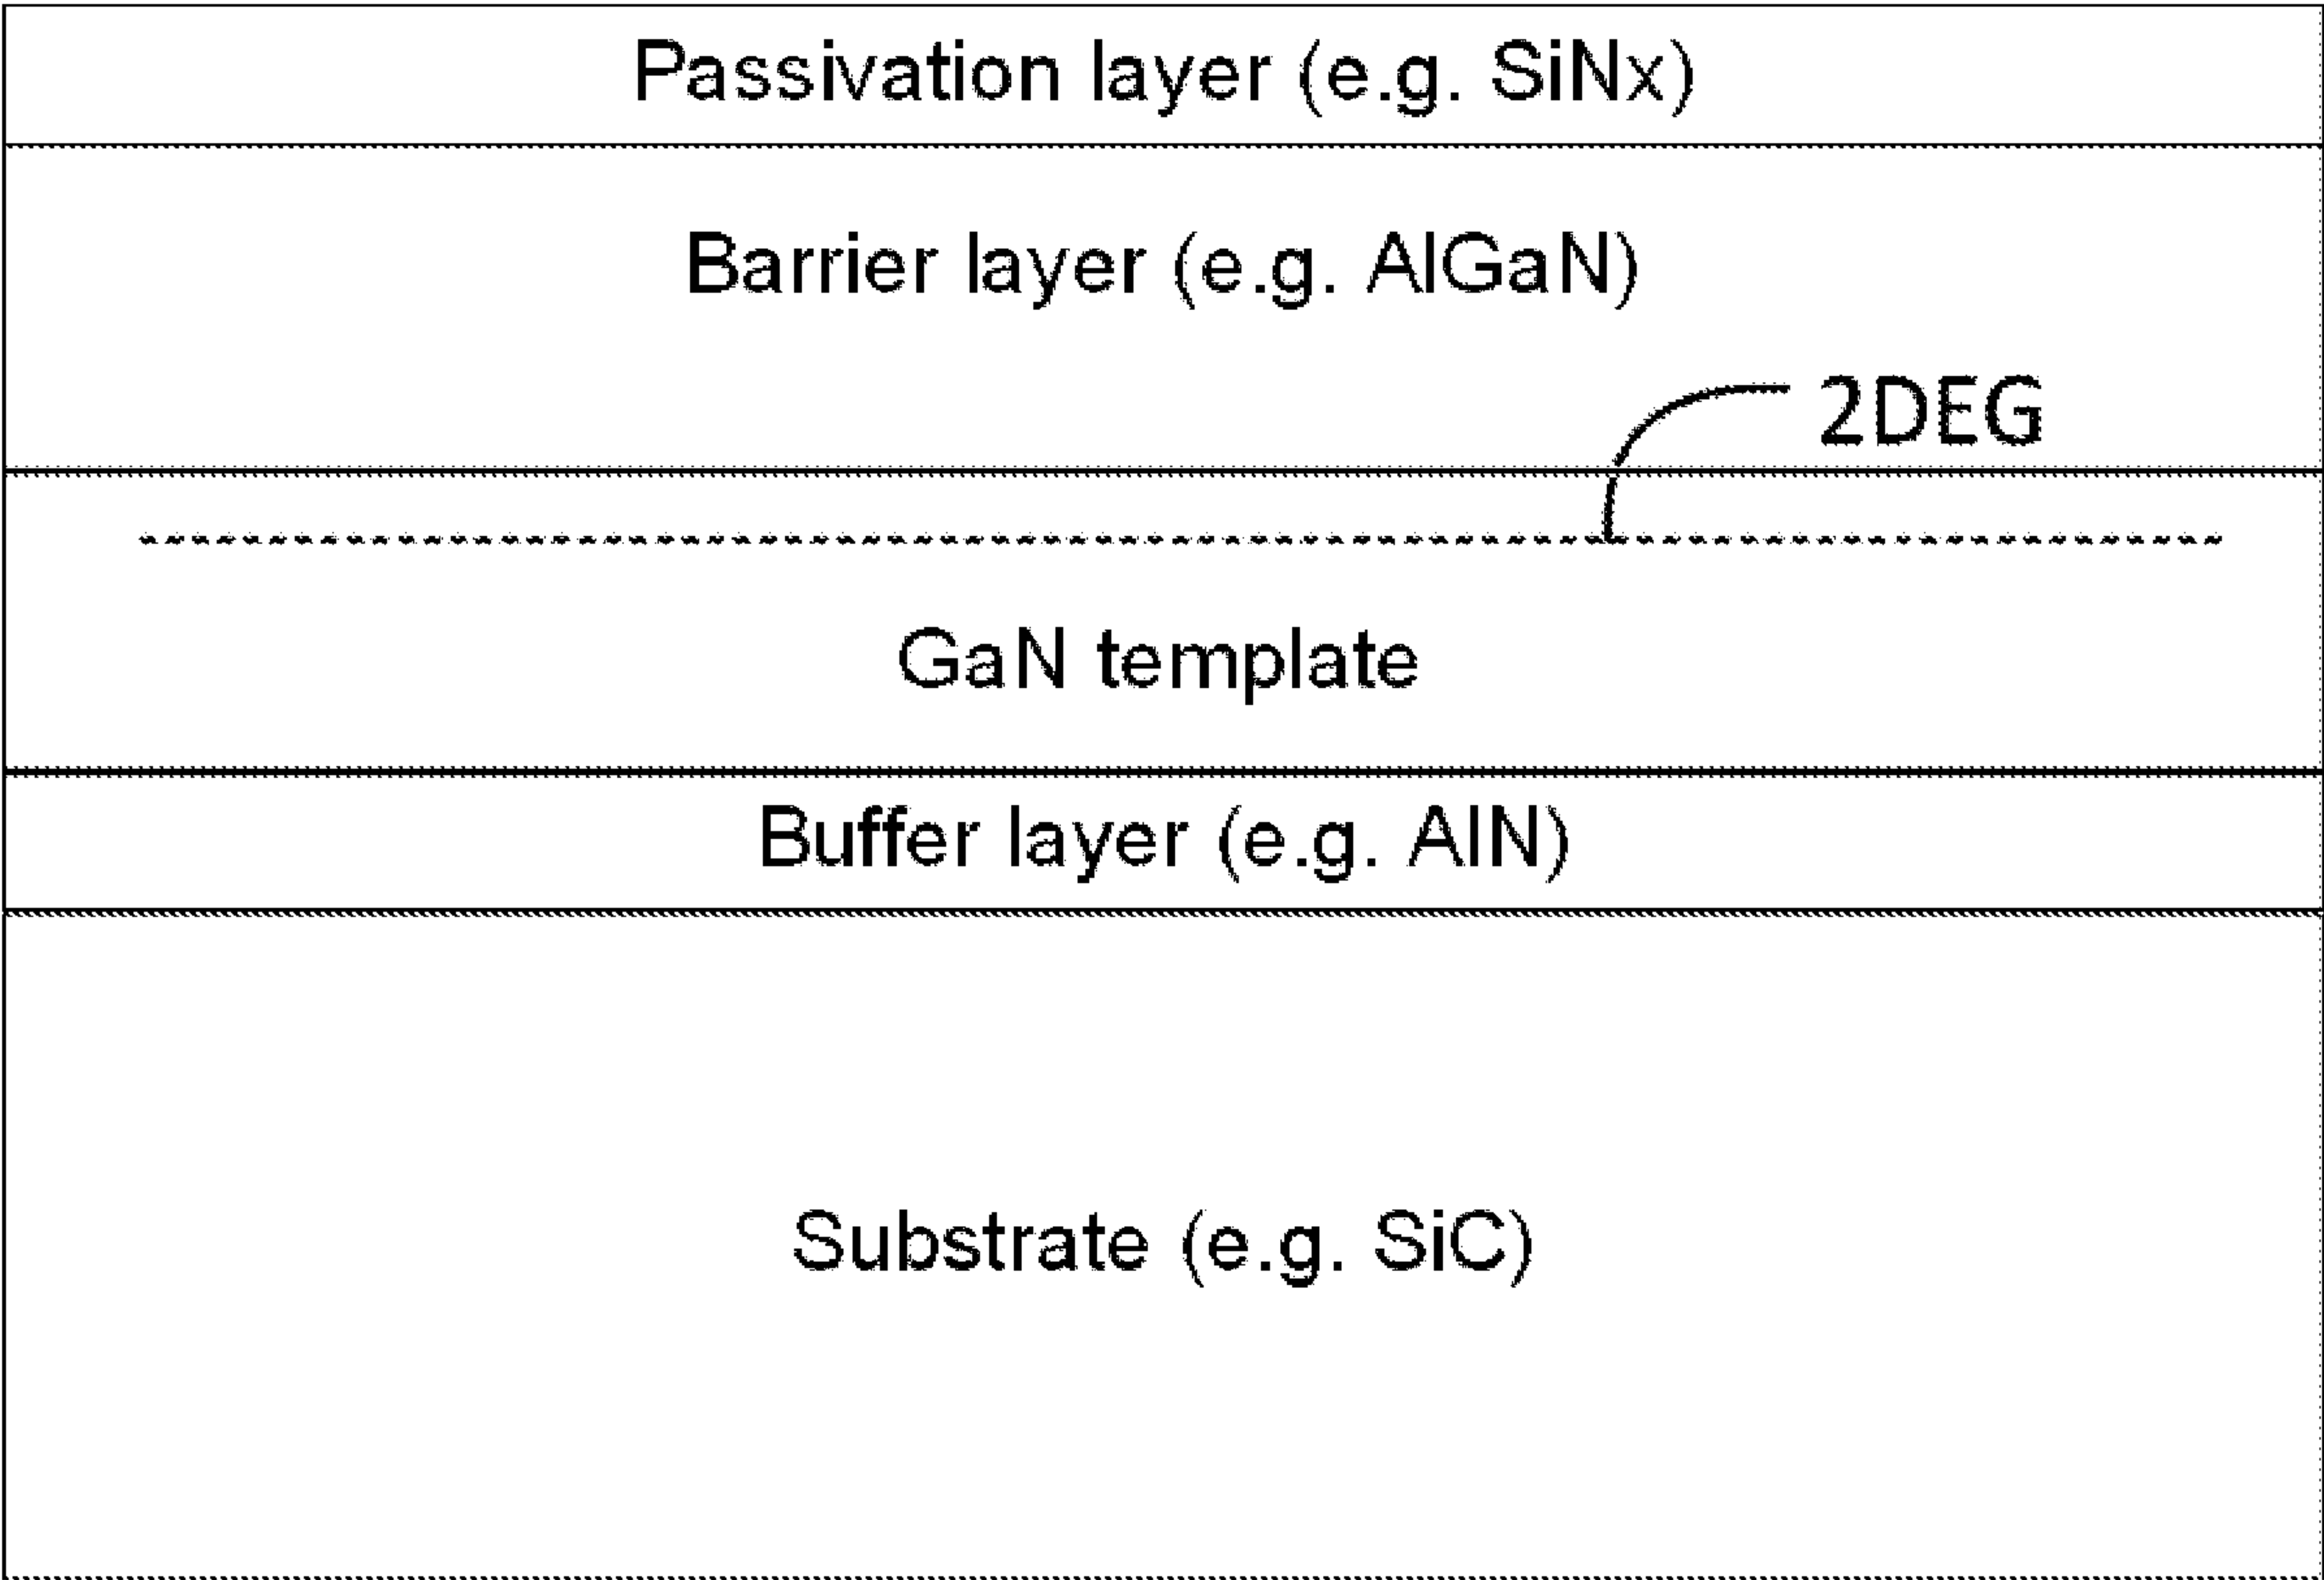 Passivation layer (e.g. SiNx)
Barrier layer (e.g. AlGaN)
2DEG
GaN template
Buffer layer (e.g. AlN)
Substrate (e.g. SiC)